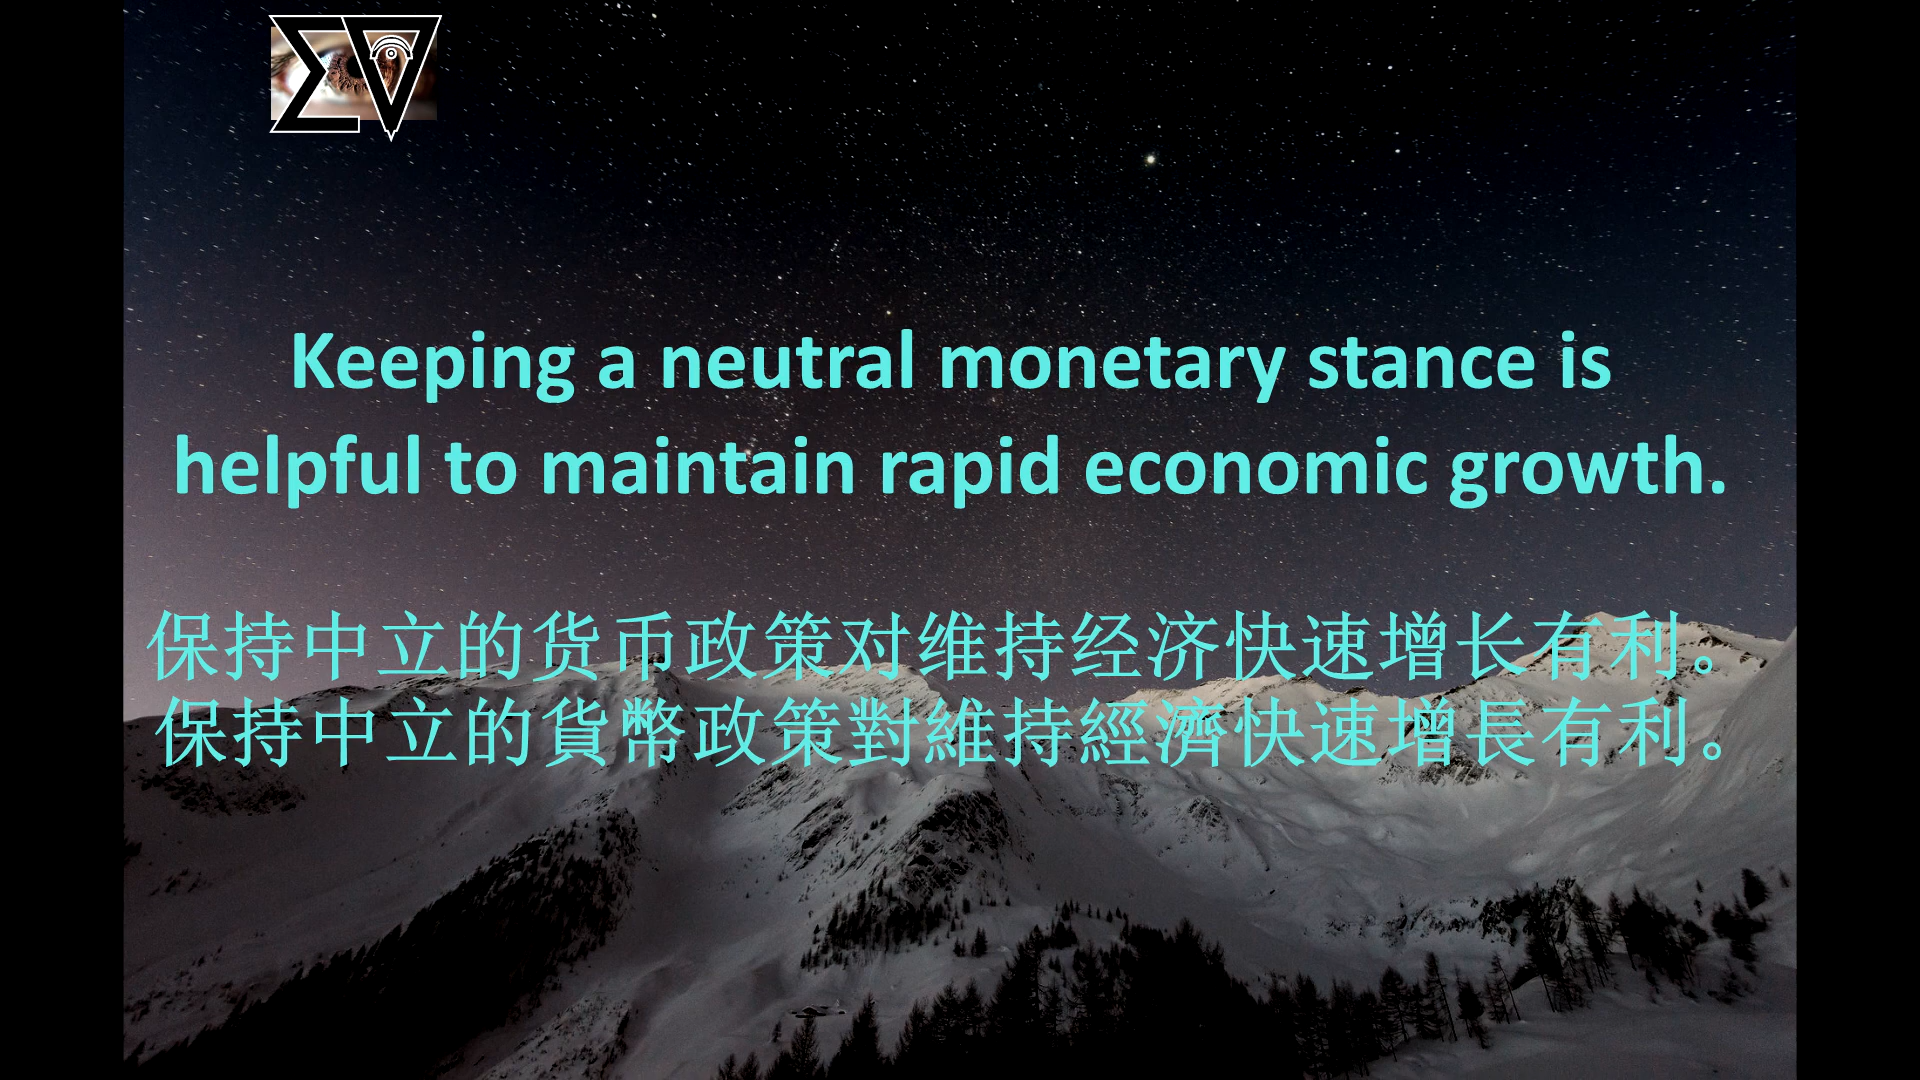 Keeping a neutral monetary stance is
helpful to maintain rapid economic growth.
保持中立的货币政策对维持经济快速增长有利。
保持中立的貨幣政策對維持經濟快速增長有利。